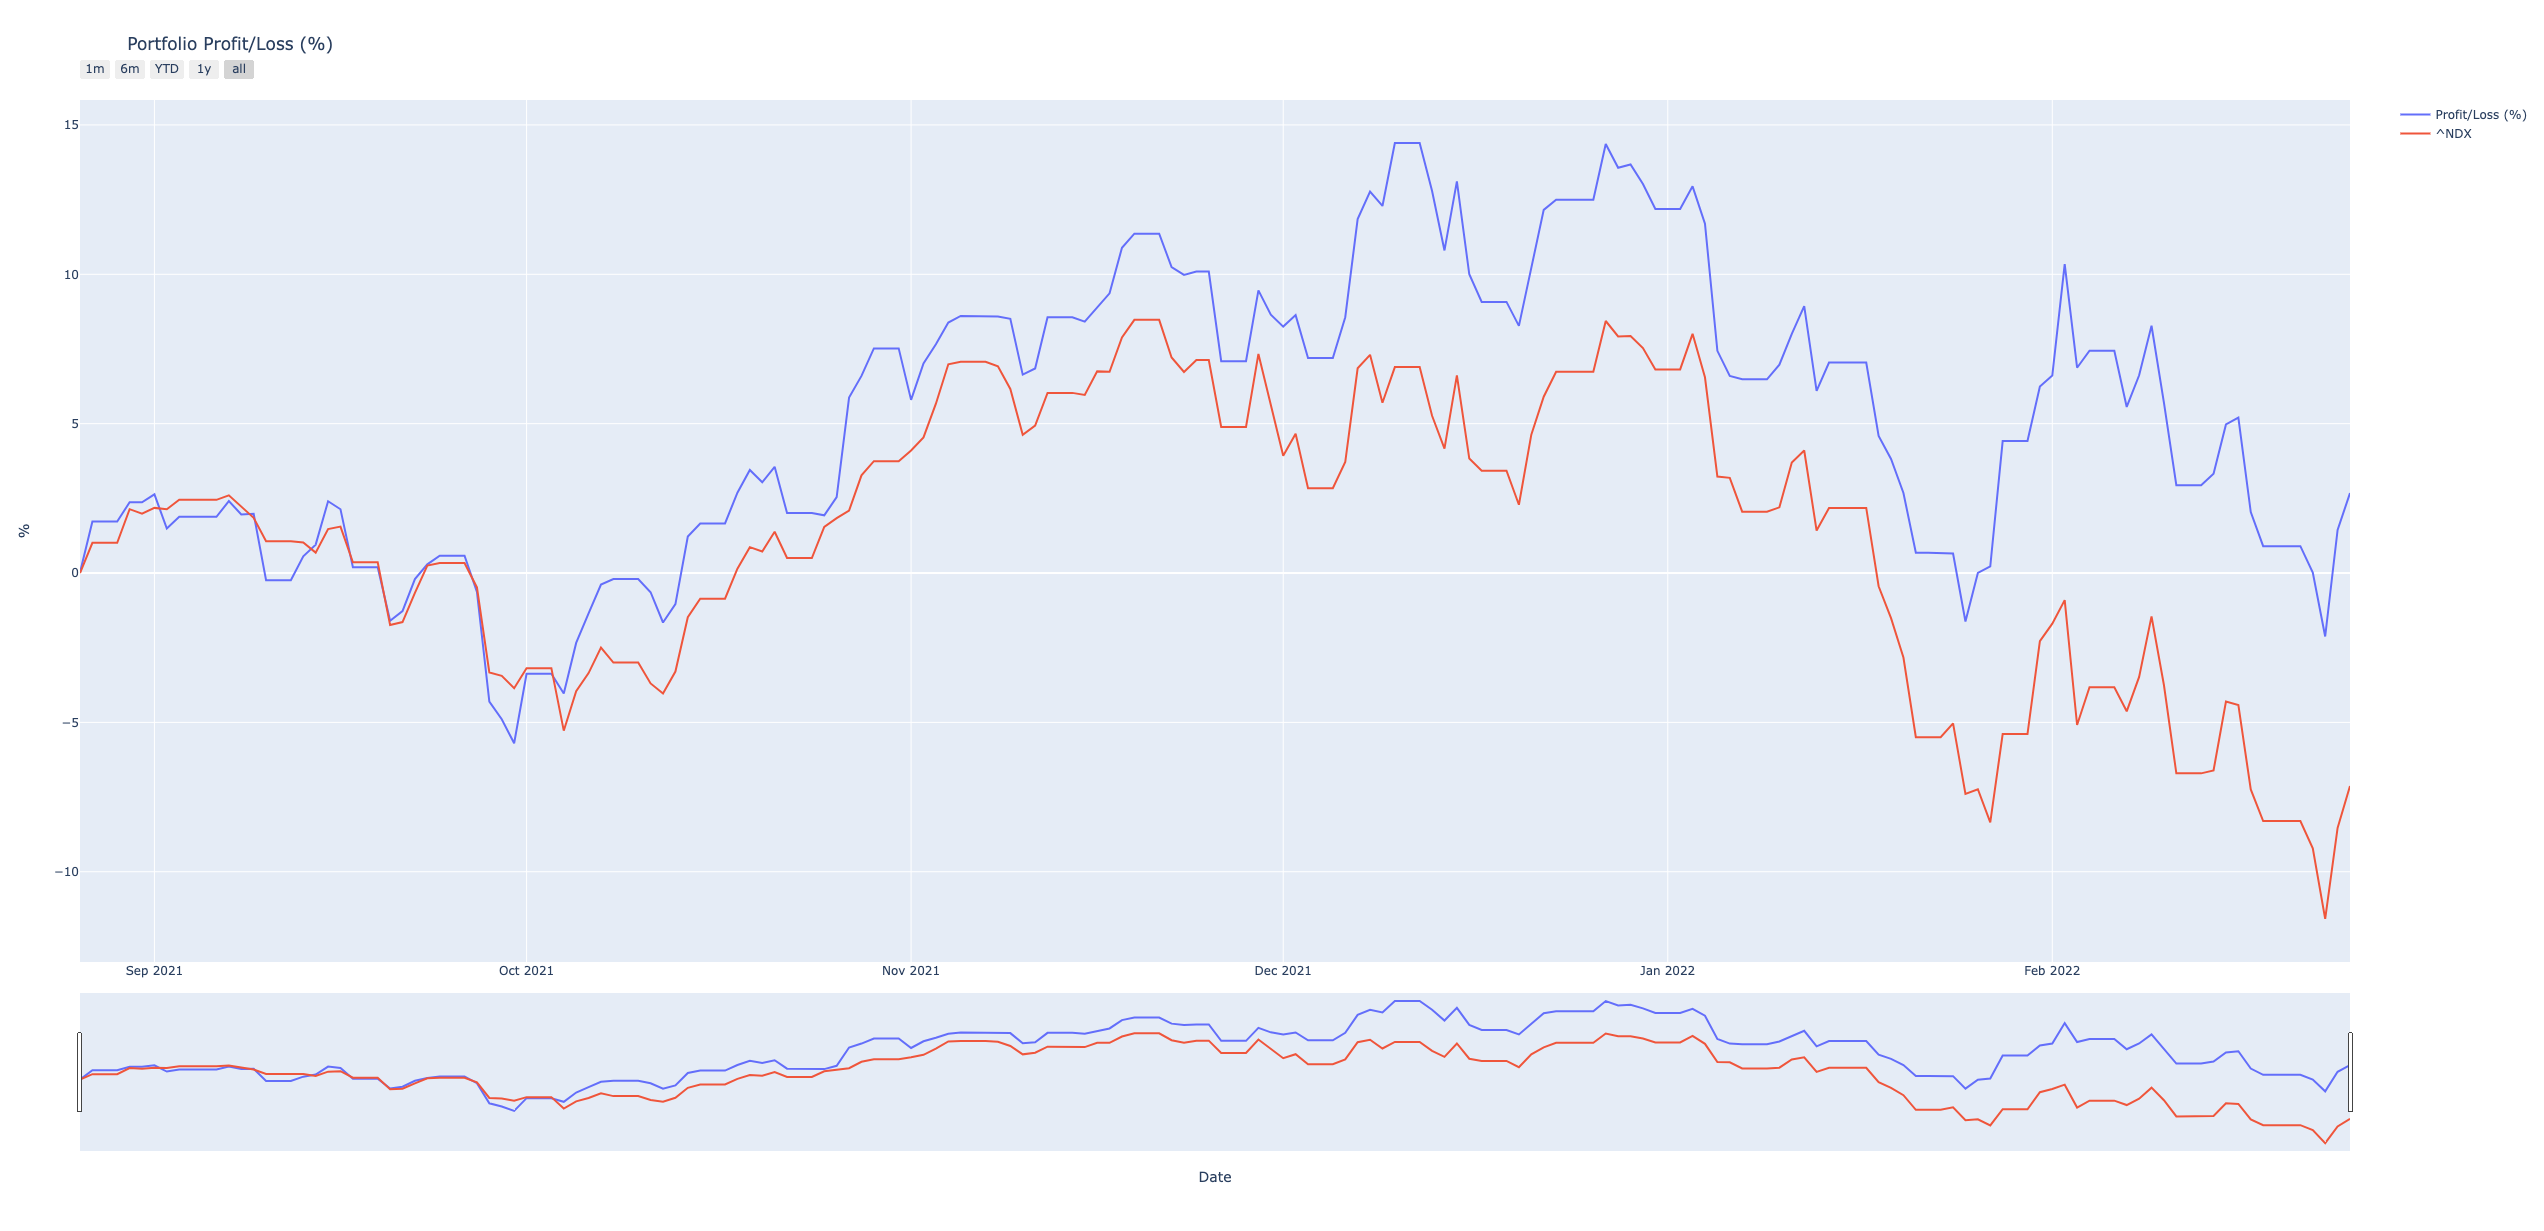 Portfolio Profit/Loss (%)
1m 6m YTD 1y all
Profit/Loss (%)
^NDX
15
10
5
0
−5
−10
%
Sep 2021 Oct 2021 Nov 2021 Dec 2021 Jan 2022 Feb 2022
Date